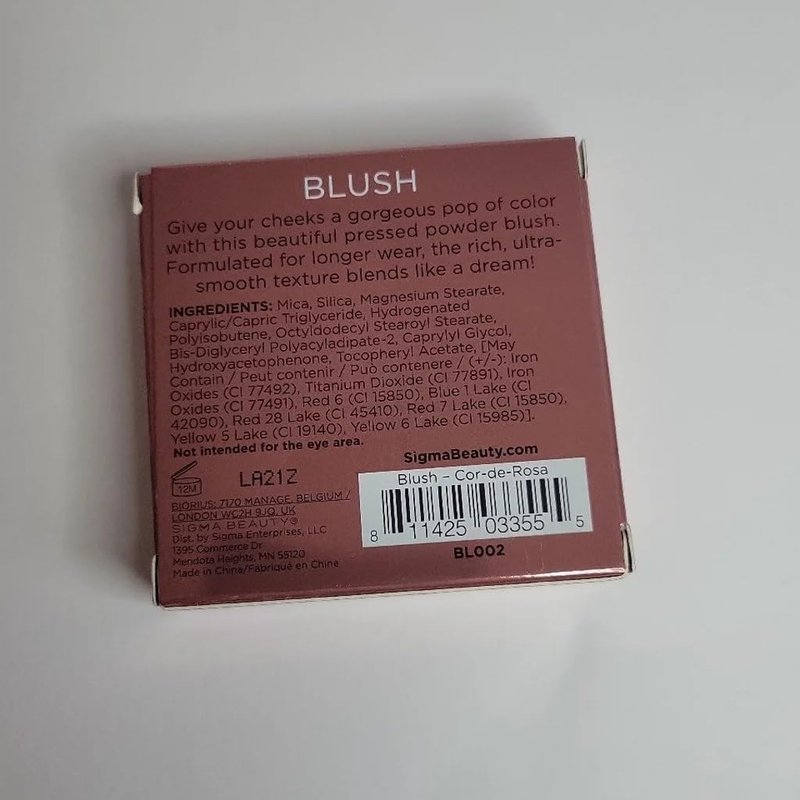 BLUSH
Give your cheeks a gorgeous pop of color
with this beautiful pressed powder blush.
Formulated for longer wear, the rich, ultra-
smooth texture blends like a dream!
INGREDIENTS: Mica, Silica, Magnesium Stearate,
Caprylic/Capric Triglyceride, Hydrogenated
Polyisobutene, Octyldodecyl Stearoyl Stearate,
Bis-Diglyceryl Polyacyladipate-2, Caprylyl Glycol,
Hydroxyacetophenone, Tocopheryl Acetate, [May
Contain / Peut contenir / Può contenere / (+/-): Iron
Oxides (CI 77492), Titanium Dioxide (CI 77891), Iron
Oxides (CI 77491), Red 6 (CI 15850), Blue 1 Lake (CI
42090), Red 28 Lake (CI 45410), Red 7 Lake (CI 15850),
Yellow 5 Lake (CI 19140), Yellow 6 Lake (CI 15985)].
Not intended for the eye area.
12M
LA21Z
BIORIUS: 7170 MANAGE, BELGIUM /
LONDON WC2H 9JQ, UK
SIGMA BEAUTY®
Dist. by Sigma Enterprises, LLC
1395 Commerce Dr
Mendota Heights, MN 55120
Made in China/Fabriqué en Chine
SigmaBeauty.com
Blush – Cor-de-Rosa
8 11425 03355 5
BL002